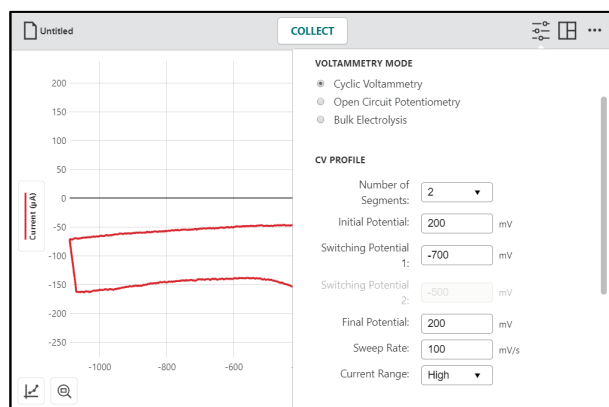 Untitled
COLLECT
VOLTAMMETRY MODE
Cyclic Voltammetry
Open Circuit Potentiometry
Bulk Electrolysis
CV PROFILE
Number of
Segments:
2
Initial Potential:
200
mV
Switching Potential
1:
-700
mV
Switching Potential
2:
-500
mV
Final Potential:
200
mV
Sweep Rate:
100
mV/s
Current Range:
High
Current (µA)
200
150
100
50
0
-50
-100
-150
-200
-250
-1000
-800
-600